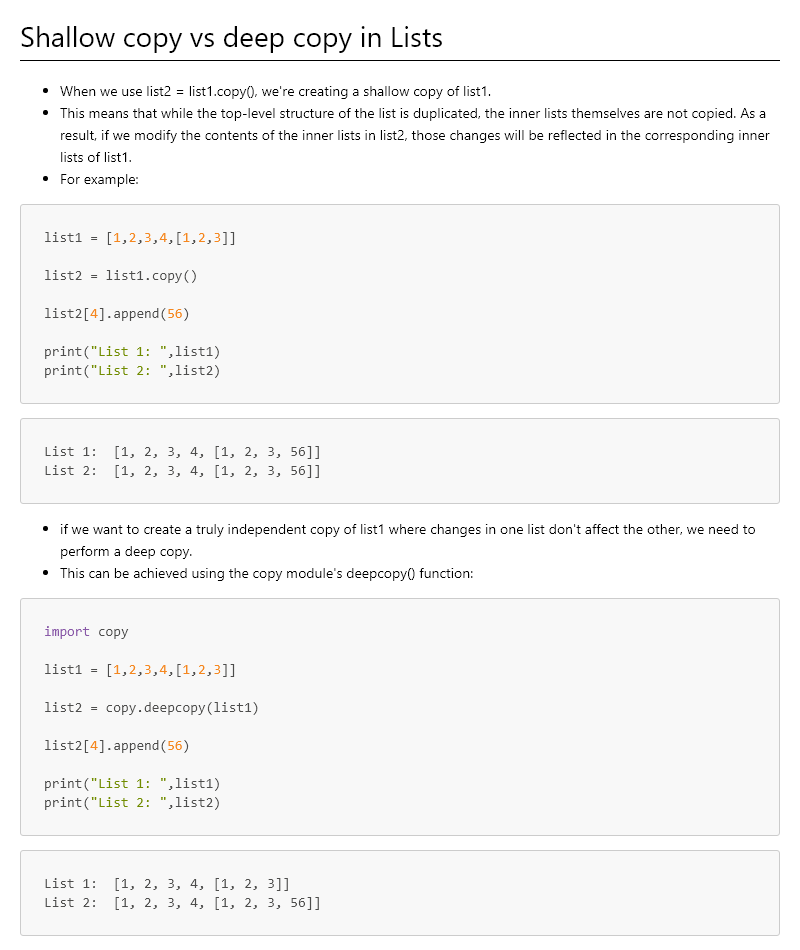 Shallow copy vs deep copy in Lists
When we use list2 = list1.copy(), we're creating a shallow copy of list1.
This means that while the top-level structure of the list is duplicated, the inner lists themselves are not copied. As a
result, if we modify the contents of the inner lists in list2, those changes will be reflected in the corresponding inner
lists of list1.
For example:
list1 = [1,2,3,4,[1,2,3]]
list2 = list1.copy()
list2[4].append(56)
print("List 1: ",list1)
print("List 2: ",list2)
List 1:  [1, 2, 3, 4, [1, 2, 3, 56]]
List 2:  [1, 2, 3, 4, [1, 2, 3, 56]]
if we want to create a truly independent copy of list1 where changes in one list don't affect the other, we need to
perform a deep copy.
This can be achieved using the copy module's deepcopy() function:
import copy
list1 = [1,2,3,4,[1,2,3]]
list2 = copy.deepcopy(list1)
list2[4].append(56)
print("List 1: ",list1)
print("List 2: ",list2)
List 1:  [1, 2, 3, 4, [1, 2, 3]]
List 2:  [1, 2, 3, 4, [1, 2, 3, 56]]